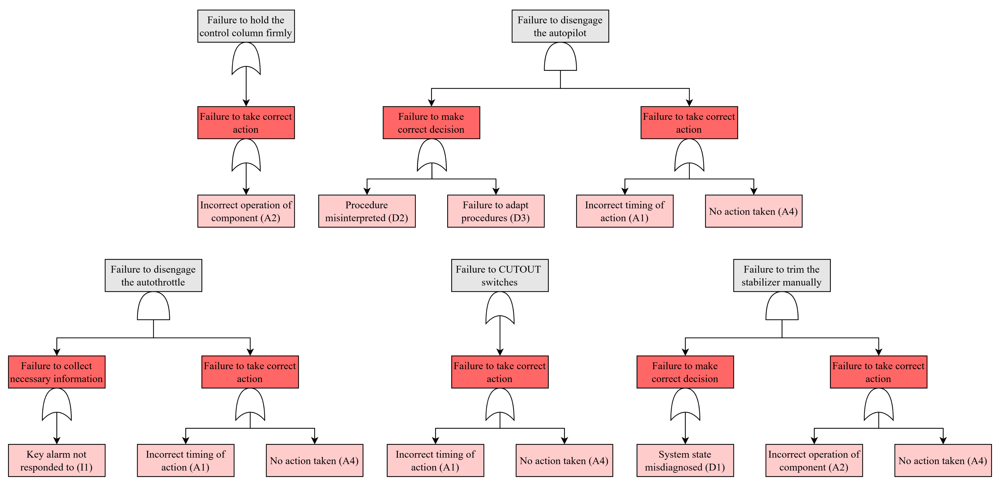 Failure to hold the
control column firmly
Failure to disengage
the autopilot
Failure to take correct
action
Failure to make
correct decision
Failure to take correct
action
Incorrect operation of
component (A2)
Procedure
misinterpreted (D2)
Failure to adapt
procedures (D3)
Incorrect timing of
action (A1)
No action taken (A4)
Failure to disengage
the autothrottle
Failure to CUTOUT
switches
Failure to trim the
stabilizer manually
Failure to collect
necessary information
Failure to take correct
action
Failure to take correct
action
Failure to make
correct decision
Failure to take correct
action
Key alarm not
responded to (I1)
Incorrect timing of
action (A1)
No action taken (A4)
Incorrect timing of
action (A1)
No action taken (A4)
System state
misdiagnosed (D1)
Incorrect operation of
component (A2)
No action taken (A4)